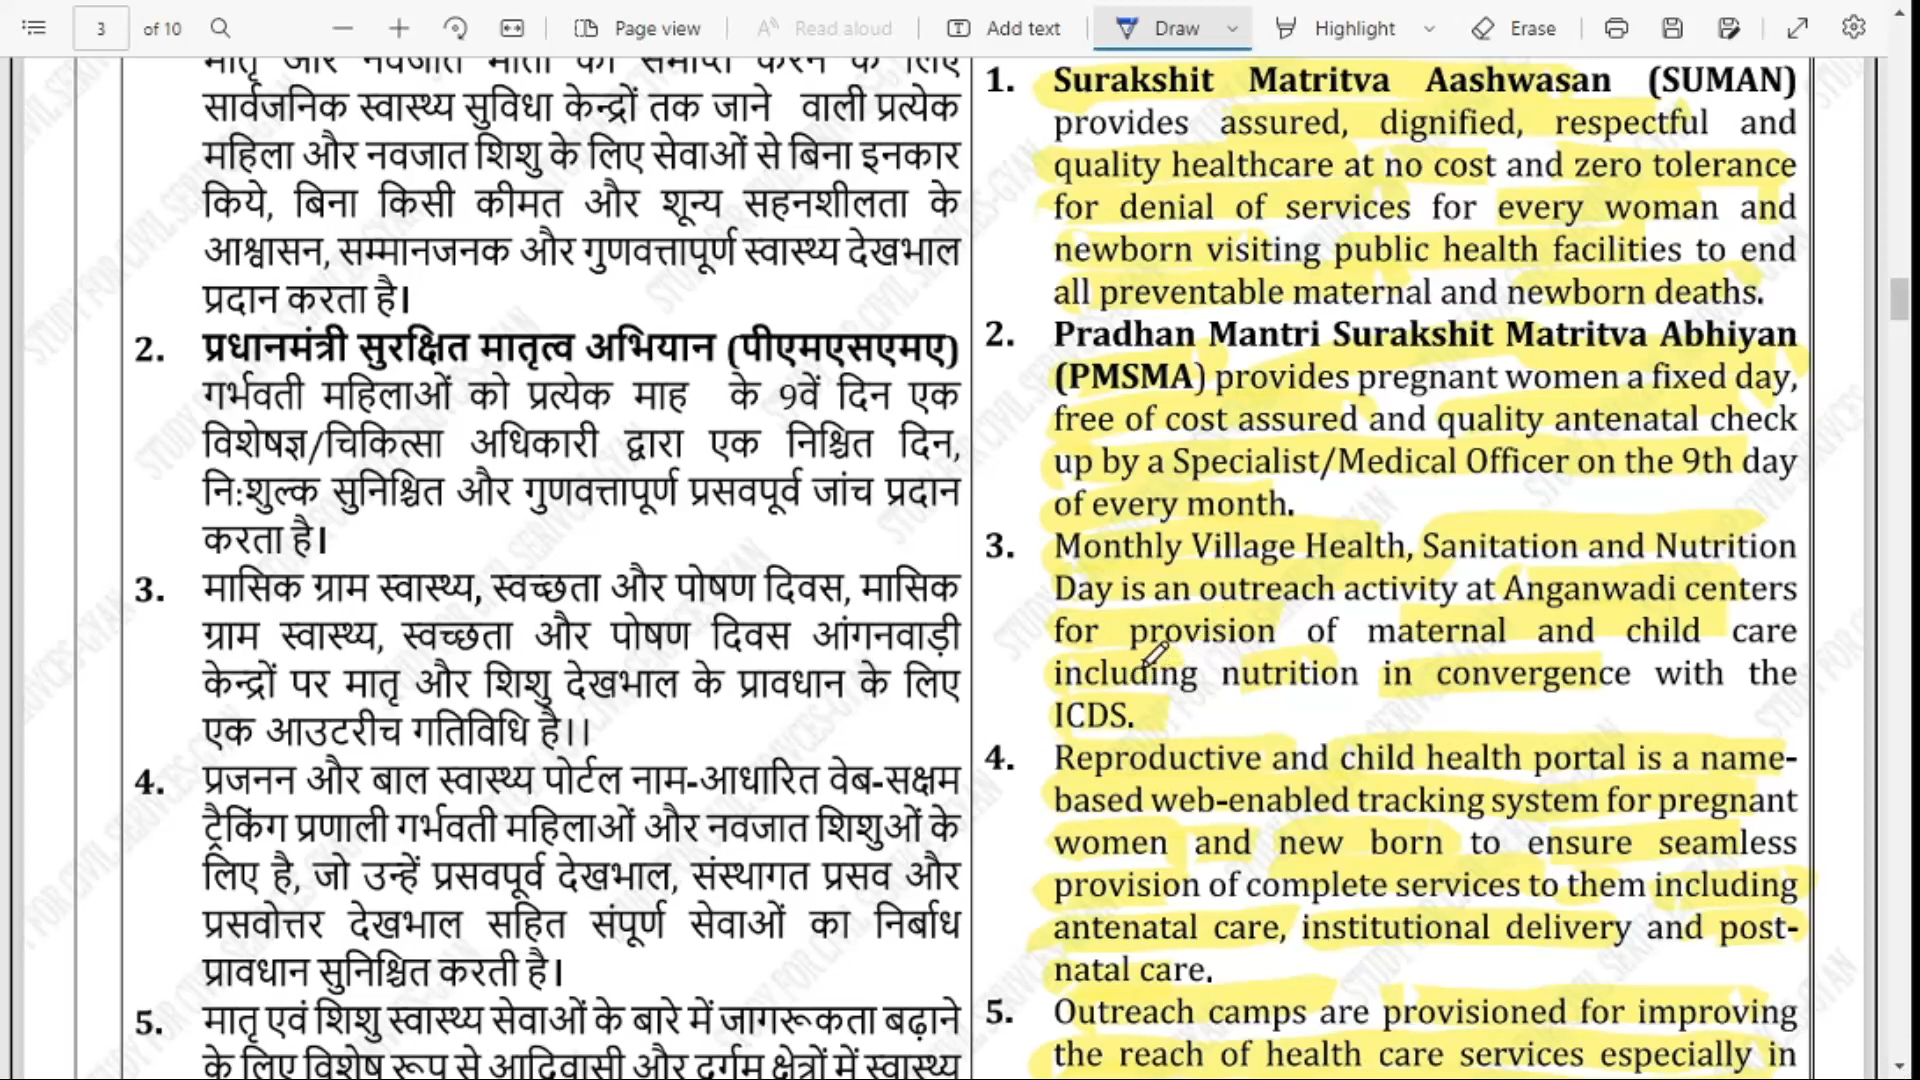 3 of 10 Page view Read aloud Add text Draw Highlight Erase
मातृ और नवजात मौतों को समाप्त करने के लिए
सार्वजनिक स्वास्थ्य सुविधा केन्द्रों तक जाने वाली प्रत्येक
महिला और नवजात शिशु के लिए सेवाओं से बिना इनकार
किये, बिना किसी कीमत और शून्य सहनशीलता के
आश्वासन, सम्मानजनक और गुणवत्तापूर्ण स्वास्थ्य देखभाल
प्रदान करता है।
2. प्रधानमंत्री सुरक्षित मातृत्व अभियान (पीएमएसएमए)
गर्भवती महिलाओं को प्रत्येक माह के 9वें दिन एक
विशेषज्ञ/चिकित्सा अधिकारी द्वारा एक निश्चित दिन,
नि:शुल्क सुनिश्चित और गुणवत्तापूर्ण प्रसवपूर्व जांच प्रदान
करता है।
3. मासिक ग्राम स्वास्थ्य, स्वच्छता और पोषण दिवस, मासिक
ग्राम स्वास्थ्य, स्वच्छता और पोषण दिवस आंगनवाड़ी
केन्द्रों पर मातृ और शिशु देखभाल के प्रावधान के लिए
एक आउटरीच गतिविधि है।।
4. प्रजनन और बाल स्वास्थ्य पोर्टल नाम-आधारित वेब-सक्षम
ट्रैकिंग प्रणाली गर्भवती महिलाओं और नवजात शिशुओं के
लिए है, जो उन्हें प्रसवपूर्व देखभाल, संस्थागत प्रसव और
प्रसवोत्तर देखभाल सहित संपूर्ण सेवाओं का निर्बाध
प्रावधान सुनिश्चित करती है।
5. मातृ एवं शिशु स्वास्थ्य सेवाओं के बारे में जागरूकता बढ़ाने
के लिए विशेष रूप से आदिवासी और दुर्गम क्षेत्रों में स्वास्थ्य
1. Surakshit Matritva Aashwasan (SUMAN)
provides assured, dignified, respectful and
quality healthcare at no cost and zero tolerance
for denial of services for every woman and
newborn visiting public health facilities to end
all preventable maternal and newborn deaths.
2. Pradhan Mantri Surakshit Matritva Abhiyan
(PMSMA) provides pregnant women a fixed day,
free of cost assured and quality antenatal check
up by a Specialist/Medical Officer on the 9th day
of every month.
3. Monthly Village Health, Sanitation and Nutrition
Day is an outreach activity at Anganwadi centers
for provision of maternal and child care
including nutrition in convergence with the
ICDS.
4. Reproductive and child health portal is a name-
based web-enabled tracking system for pregnant
women and new born to ensure seamless
provision of complete services to them including
antenatal care, institutional delivery and post-
natal care.
5. Outreach camps are provisioned for improving
the reach of health care services especially in